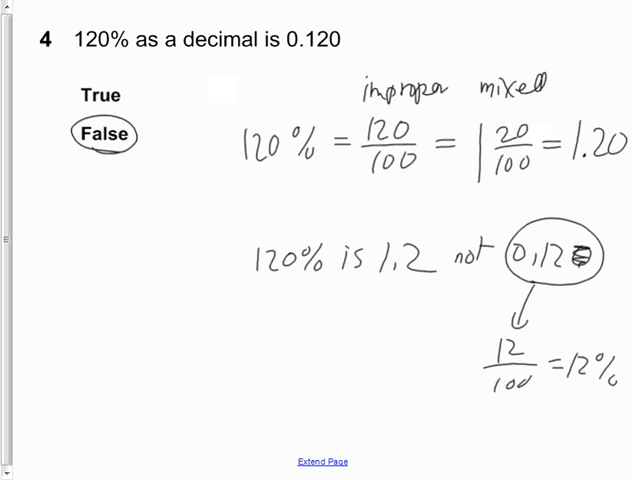 4 120% as a decimal is 0.120
True
improper mixed
False
120% = 120/100 = 1 20/100 = 1.20
120% is 1.2 not 0.12
12/100 = 12%
Extend Page